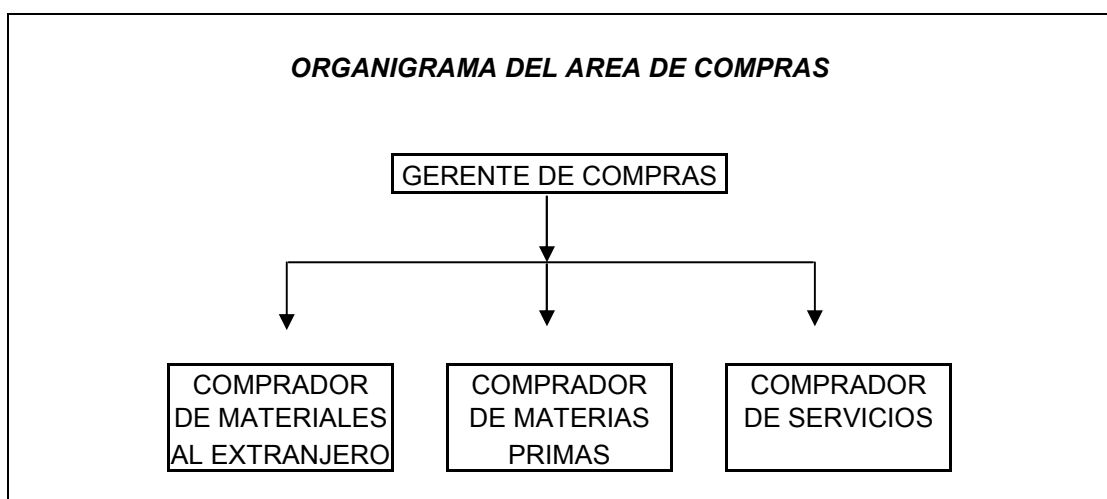 ORGANIGRAMA DEL AREA DE COMPRAS
GERENTE DE COMPRAS
COMPRADOR
DE MATERIALES
AL EXTRANJERO
COMPRADOR
DE MATERIAS
PRIMAS
COMPRADOR
DE SERVICIOS